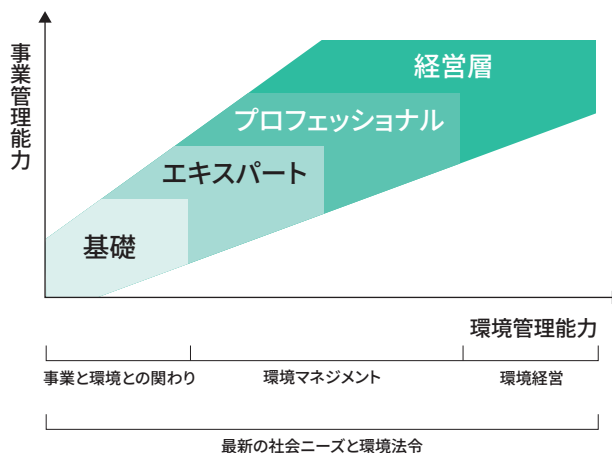 事業管理能力
経営層
プロフェッショナル
エキスパート
基礎
環境管理能力
事業と環境との関わり
環境マネジメント
環境経営
最新の社会ニーズと環境法令